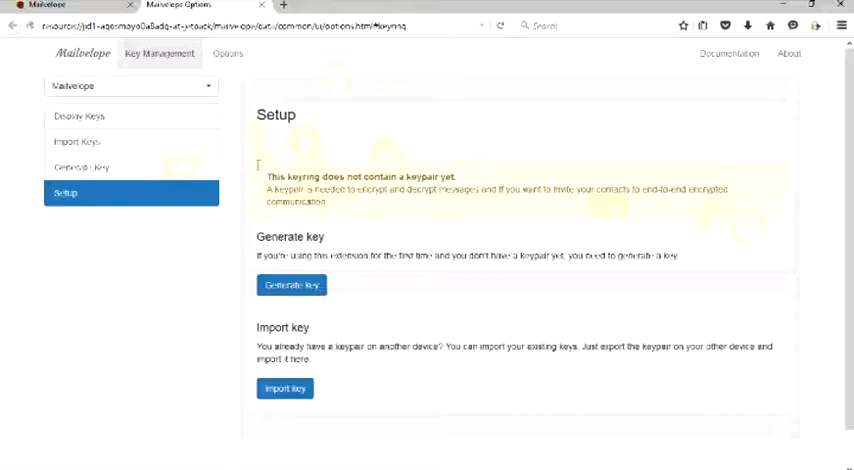 Mailvelope
Mailvelope Options
Search
Mailvelope
Key Management
Options
Documentation
About
Mailvelope
Display Keys
Import Keys
Generate Key
Setup
Setup
This keyring does not contain a keypair yet.
A keypair is needed to encrypt and decrypt messages and if you want to invite your contacts to end-to-end encrypted
communication.
Generate key
If you're using this extension for the first time and you don't have a keypair yet, you need to generate a key.
Generate key
Import key
You already have a keypair on another device? You can import your existing keys. Just export the keypair on your other device and
import it here.
Import key